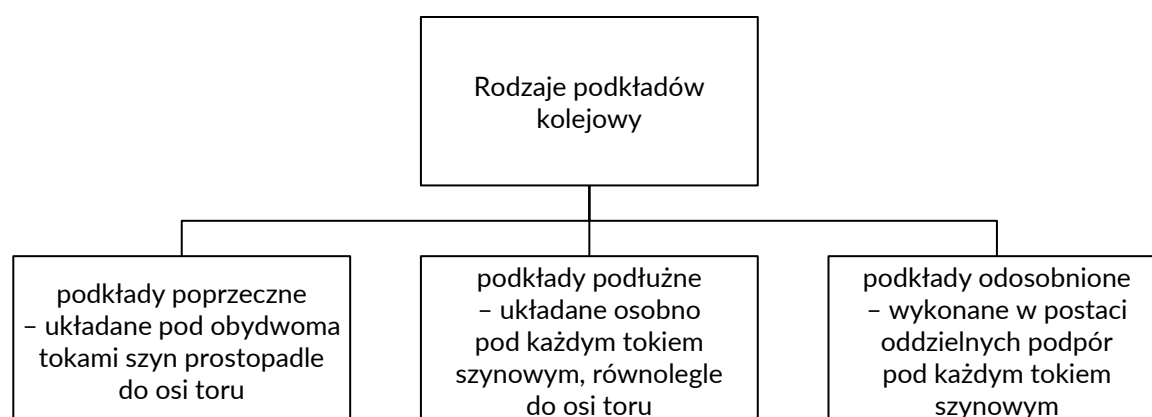 Rodzaje podkładów
kolejowy
podkłady poprzeczne
– układane pod obydwoma
tokami szyn prostopadle
do osi toru
podkłady podłużne
– układane osobno
pod każdym tokiem
szynowym, równolegle
do osi toru
podkłady odosobnione
– wykonane w postaci
oddzielnych podpór
pod każdym tokiem
szynowym